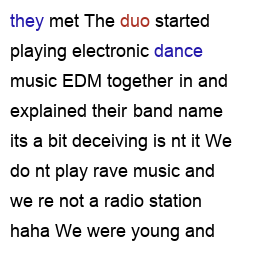 they met The duo started
playing electronic dance
music EDM together in and
explained their band name
its a bit deceiving is nt it We
do nt play rave music and
we re not a radio station
haha We were young and